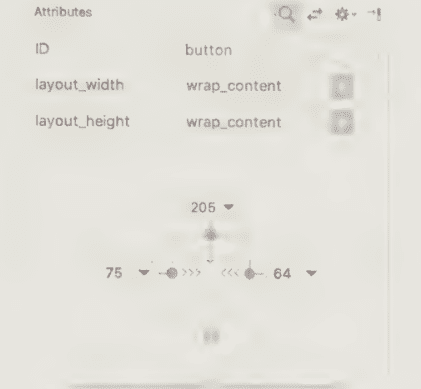 Attributes
ID button
layout_width wrap_content
layout_height wrap_content
205
75 >>> <<< 64